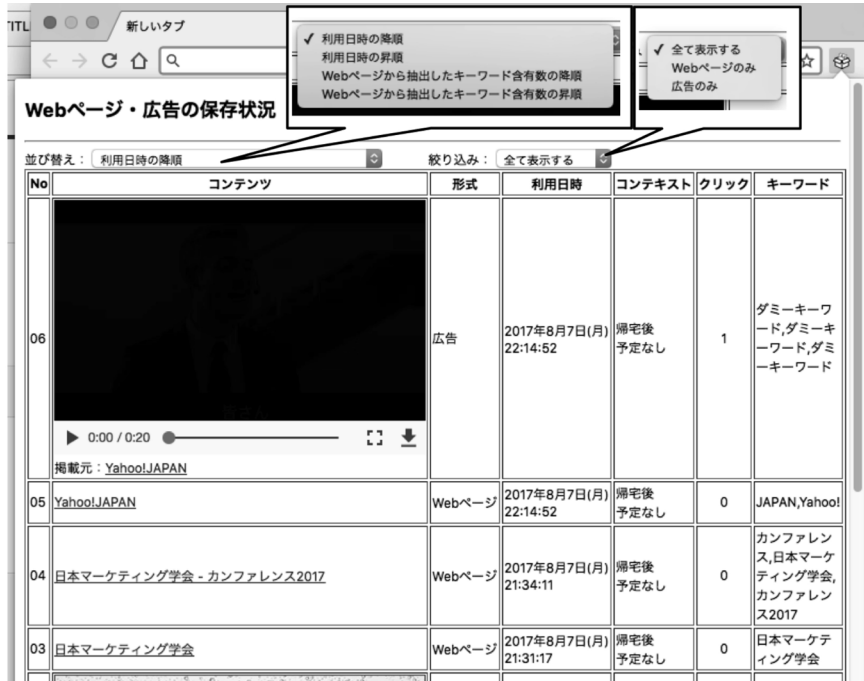 TITL
新しいタブ
✓ 利用日時の降順
利用日時の昇順
Webページから抽出したキーワード含有数の降順
Webページから抽出したキーワード含有数の昇順
✓ 全て表示する
Webページのみ
広告のみ
Webページ・広告の保存状況
並び替え： 利用日時の降順 絞り込み： 全て表示する
No コンテンツ 形式 利用日時 コンテキスト クリック キーワード
06
0:00 / 0:20
掲載元：Yahoo!JAPAN
広告
2017年8月7日(月)
22:14:52
帰宅後
予定なし
1
ダミーキーワ
ード,ダミーキ
ーワード,ダミ
ーキーワード
05 Yahoo!JAPAN Webページ
2017年8月7日(月)
22:14:52
帰宅後
予定なし
0
JAPAN,Yahoo!
04 日本マーケティング学会 - カンファレンス2017 Webページ
2017年8月7日(月)
21:34:11
帰宅後
予定なし
0
カンファレン
ス,日本マーケ
ティング学会,
カンファレン
ス2017
03 日本マーケティング学会 Webページ
2017年8月7日(月)
21:31:17
帰宅後
予定なし
0
日本マーケテ
ィング学会